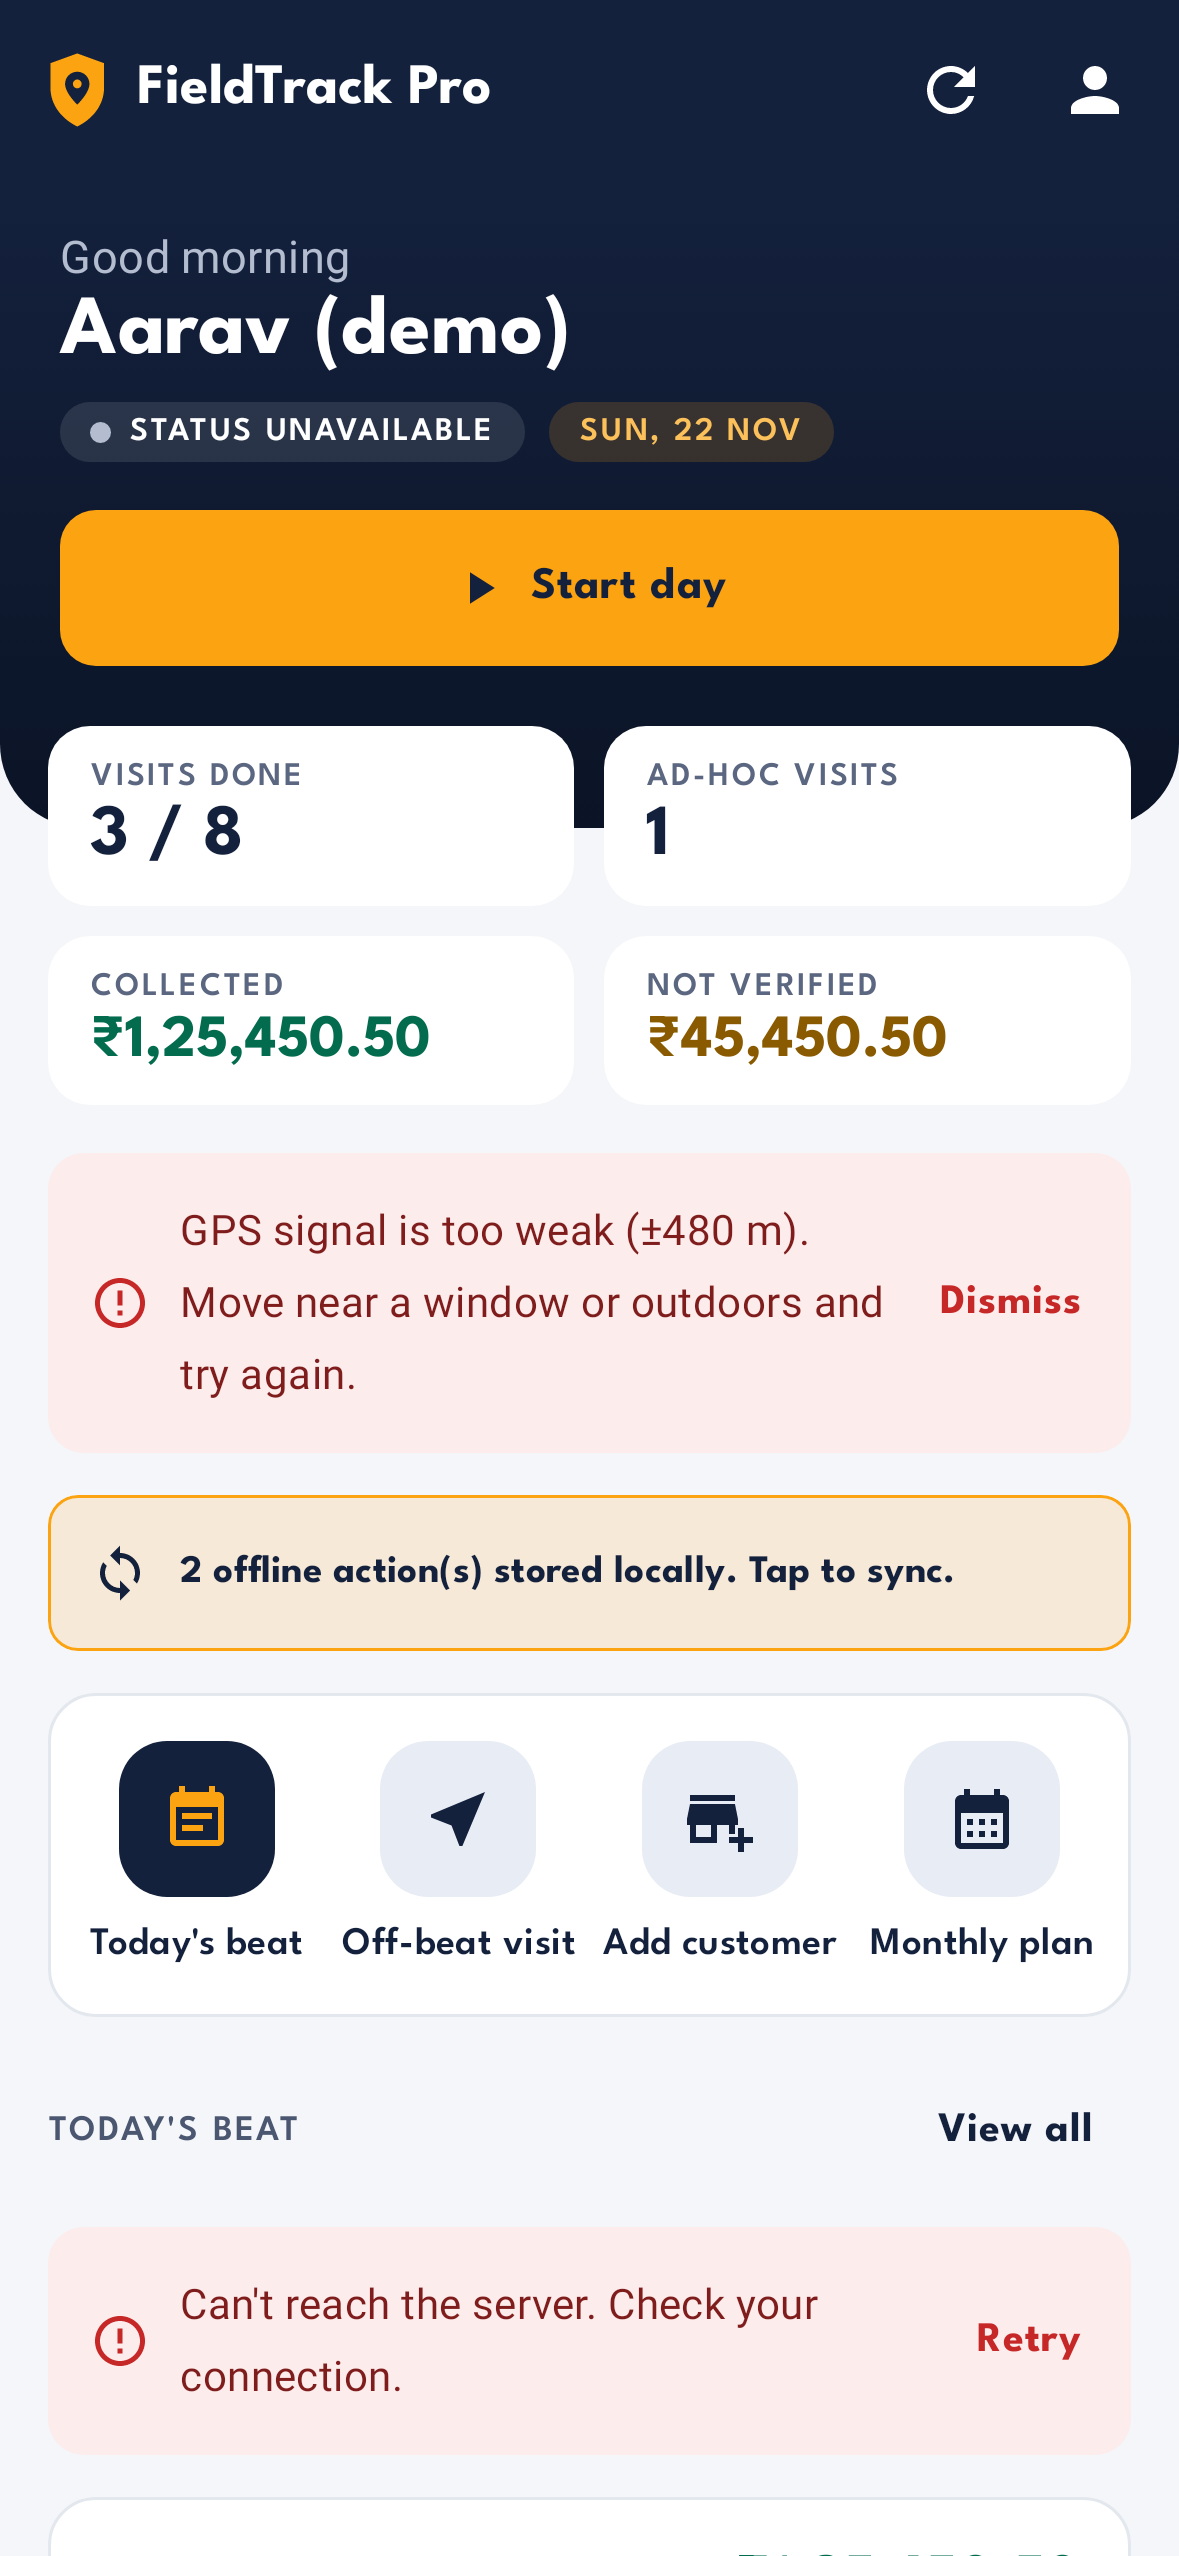 FieldTrack Pro
Good morning
Aarav (demo)
STATUS UNAVAILABLE
SUN, 22 NOV
Start day
VISITS DONE
3 / 8
AD-HOC VISITS
1
COLLECTED
₹1,25,450.50
NOT VERIFIED
₹45,450.50
GPS signal is too weak (±480 m).
Move near a window or outdoors and
try again.
Dismiss
2 offline action(s) stored locally. Tap to sync.
Today's beat
Off-beat visit
Add customer
Monthly plan
TODAY'S BEAT
View all
Can't reach the server. Check your
connection.
Retry